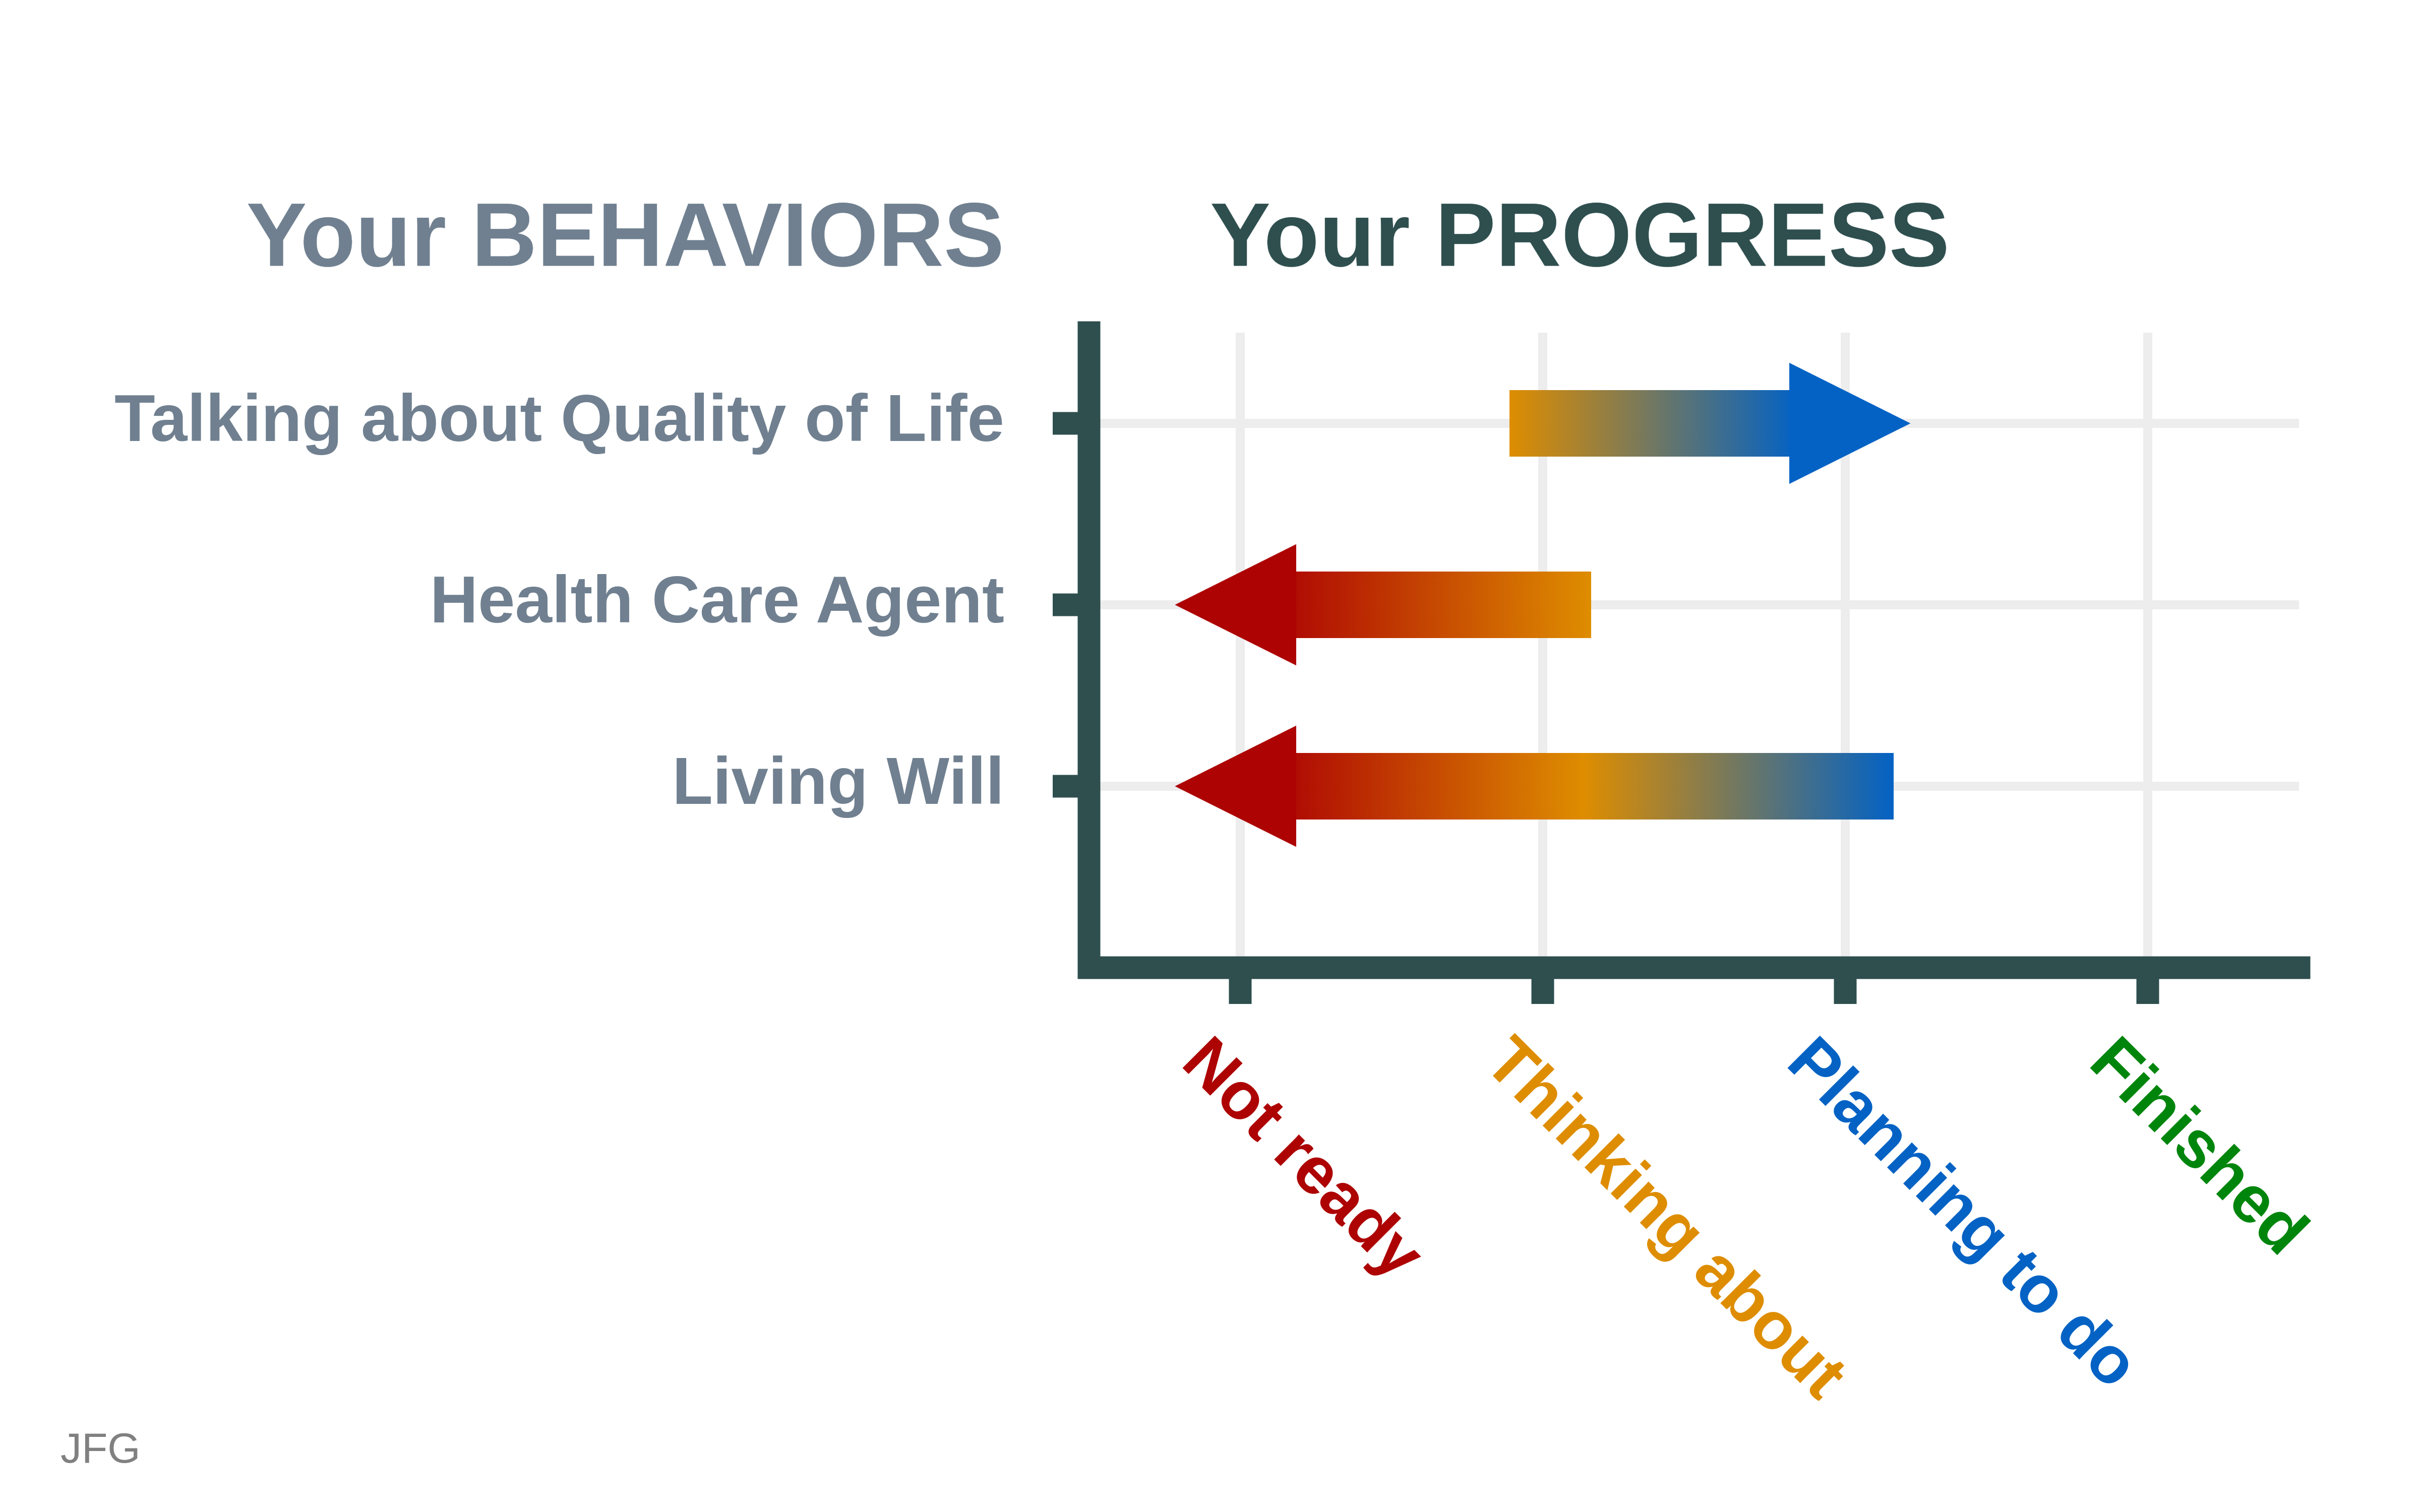 Your BEHAVIORS
Your PROGRESS
Talking about Quality of Life
Health Care Agent
Living Will
Not ready
Thinking about
Planning to do
Finished
JFG